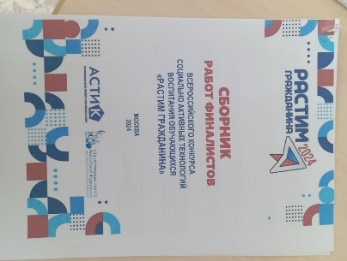 РАСТИМ
ГРАЖДАНИНА
2024
СБОРНИК
РАБОТ ФИНАЛИСТОВ
ВСЕРОССИЙСКОГО КОНКУРСА
СОЦИАЛЬНО АКТИВНЫХ ТЕХНОЛОГИЙ
ВОСПИТАНИЯ ОБУЧАЮЩИХСЯ
«РАСТИМ ГРАЖДАНИНА»
МОСКВА
2024
АСТИК